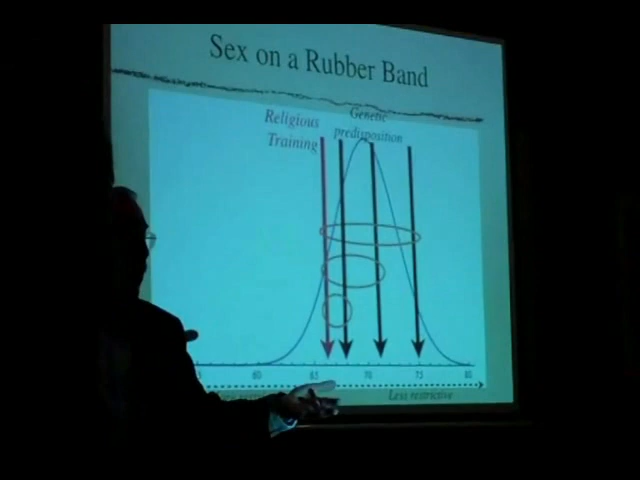 Sex on a Rubber Band
Religious
Training
Genetic
predisposition
60 65 70 75 80
Less restrictive